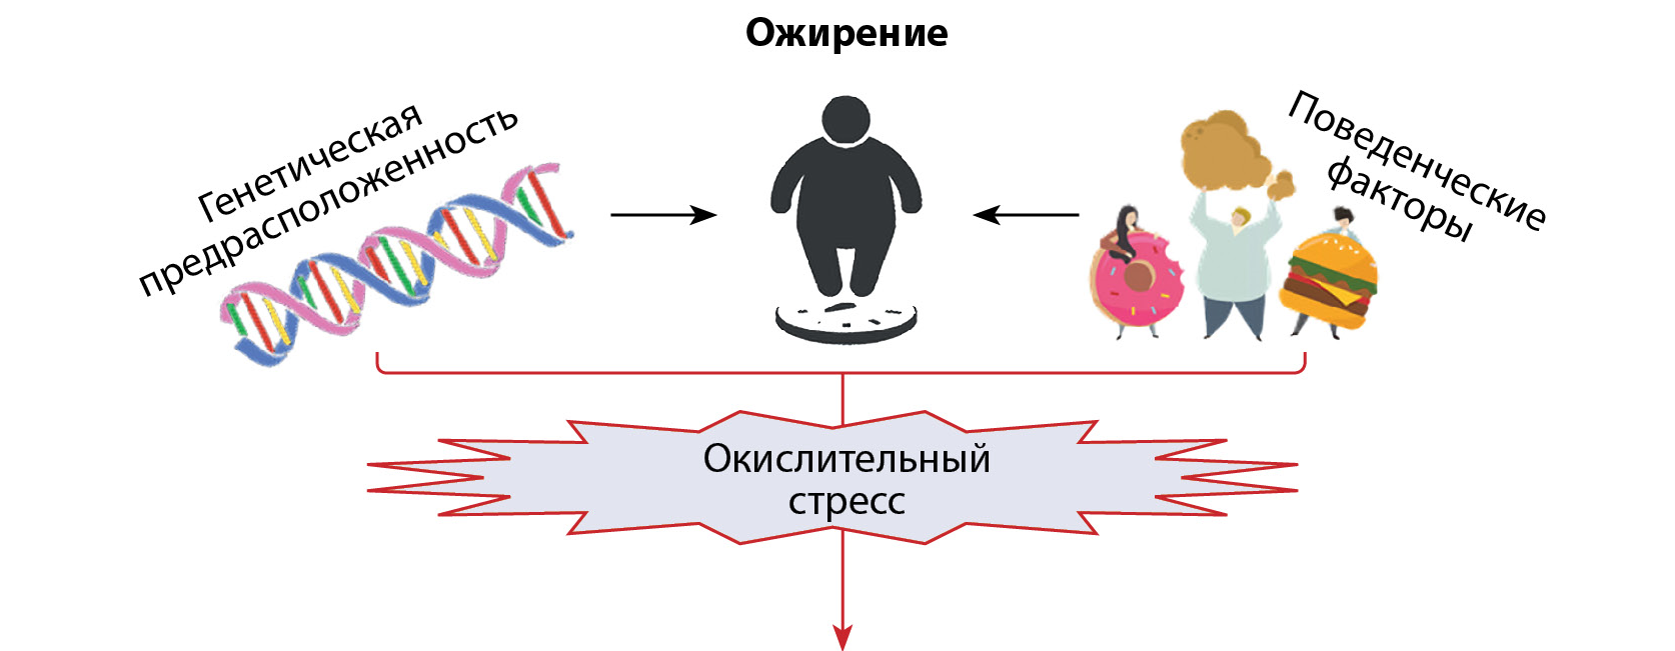 Ожирение
Генетическая
предрасположенность
Поведенческие
факторы
Окислительный
стресс